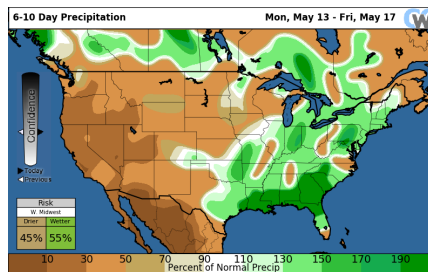 6-10 Day Precipitation
Mon, May 13 - Fri, May 17
CW
Confidence
Today
Previous
Risk
W. Midwest
Drier Wetter
45% 55%
10 30 50 70 90 110 130 150 170 190
Percent of Normal Precip